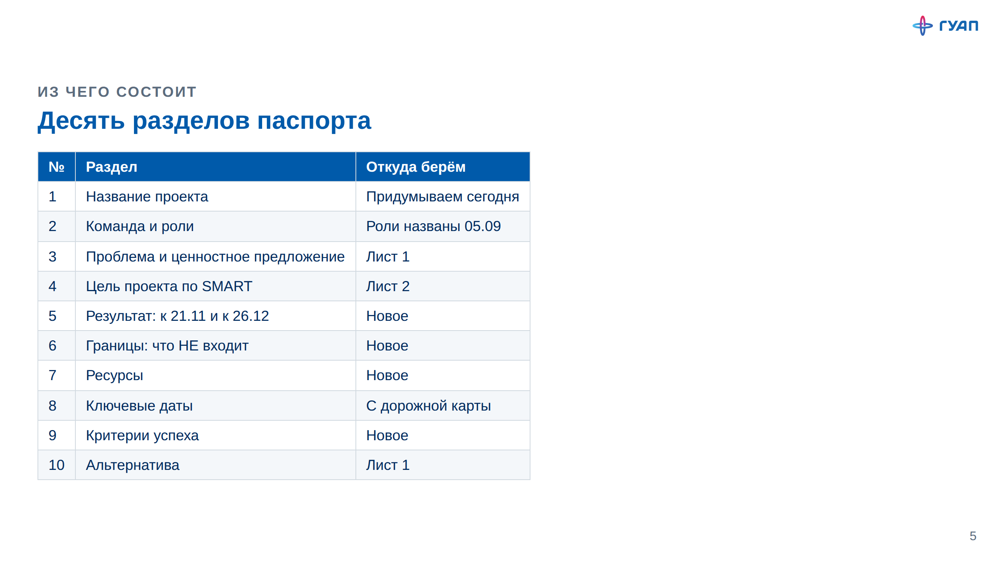 ГУАП
ИЗ ЧЕГО СОСТОИТ
Десять разделов паспорта
№ Раздел Откуда берём
1 Название проекта Придумываем сегодня
2 Команда и роли Роли названы 05.09
3 Проблема и ценностное предложение Лист 1
4 Цель проекта по SMART Лист 2
5 Результат: к 21.11 и к 26.12 Новое
6 Границы: что НЕ входит Новое
7 Ресурсы Новое
8 Ключевые даты С дорожной карты
9 Критерии успеха Новое
10 Альтернатива Лист 1
5